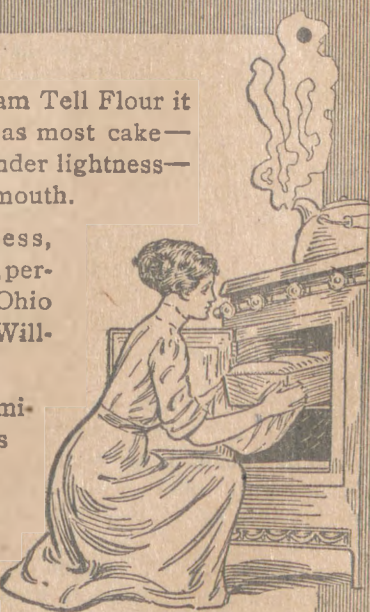 am Tell Flour it
as most cake—
nder lightness—
mouth.
ess,
per-
Ohio
Will-
mi-
s